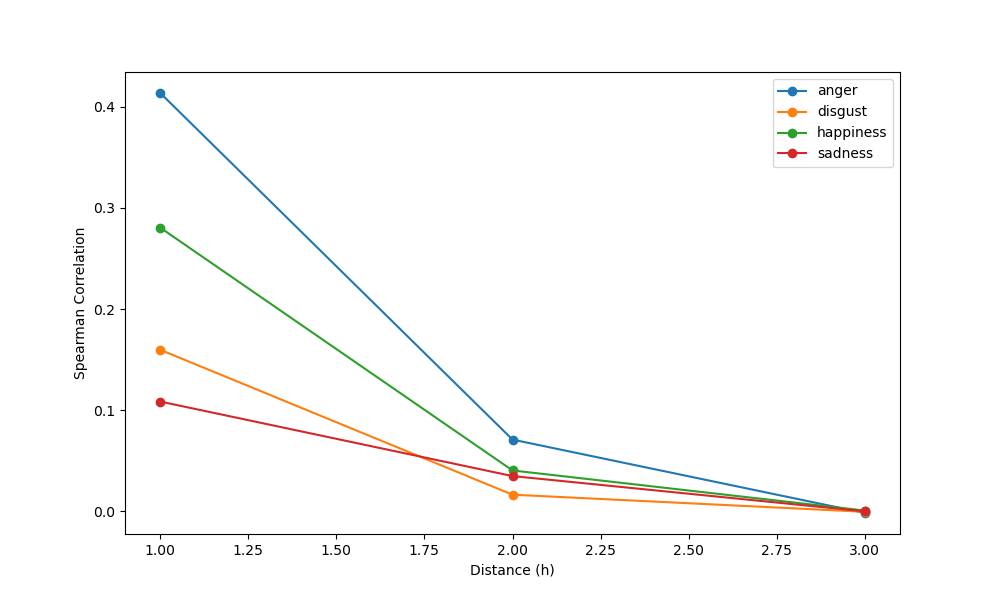 anger
disgust
happiness
sadness
0.4
0.3
0.2
0.1
0.0
Spearman Correlation
1.00 1.25 1.50 1.75 2.00 2.25 2.50 2.75 3.00
Distance (h)